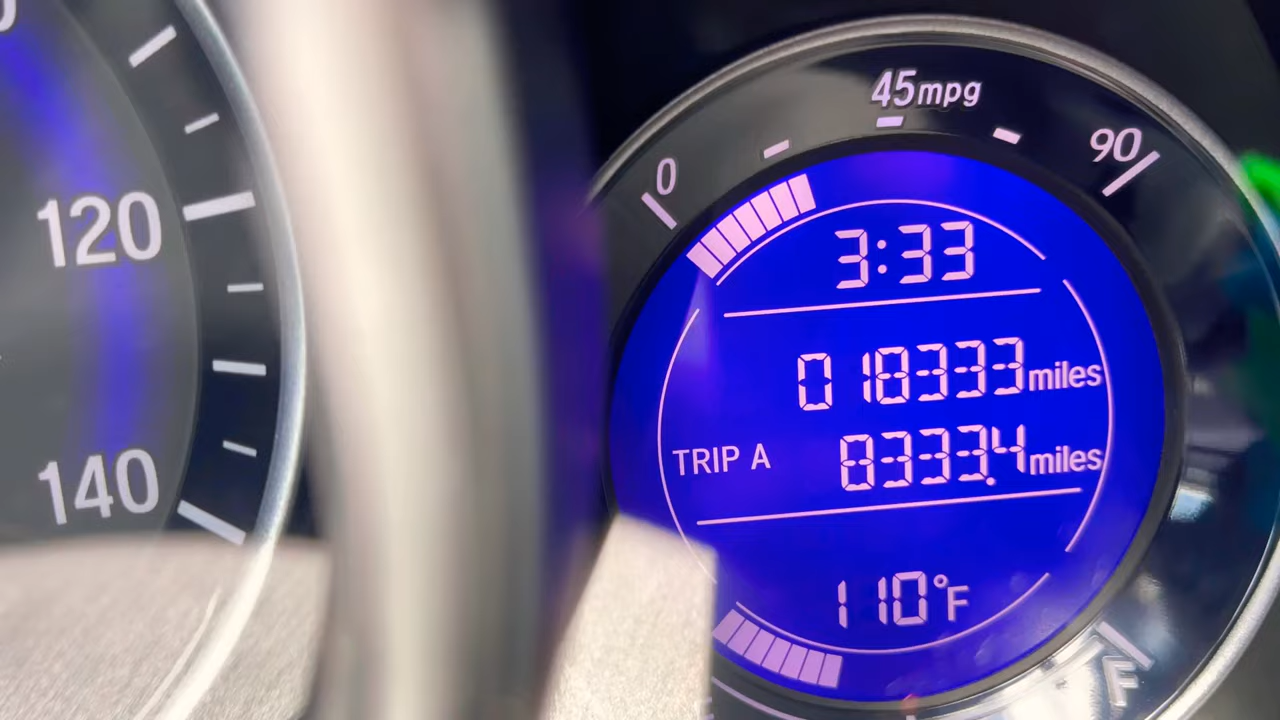 120
140
45mpg
0
90
3:33
018333miles
TRIP A 8333.4miles
110°F
F